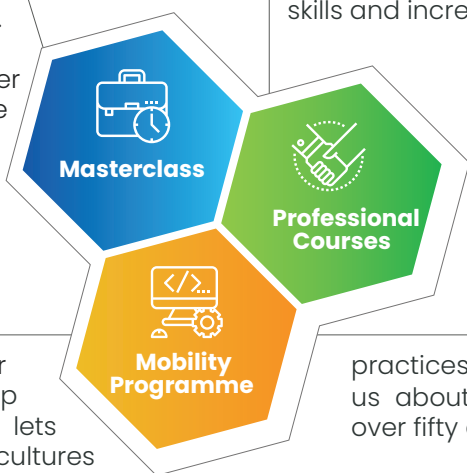 skills and incre
er
e
Masterclass
Professional
Courses
</>...
Mobility
Programme
r
p
lets
cultures
practices
us about
over fifty